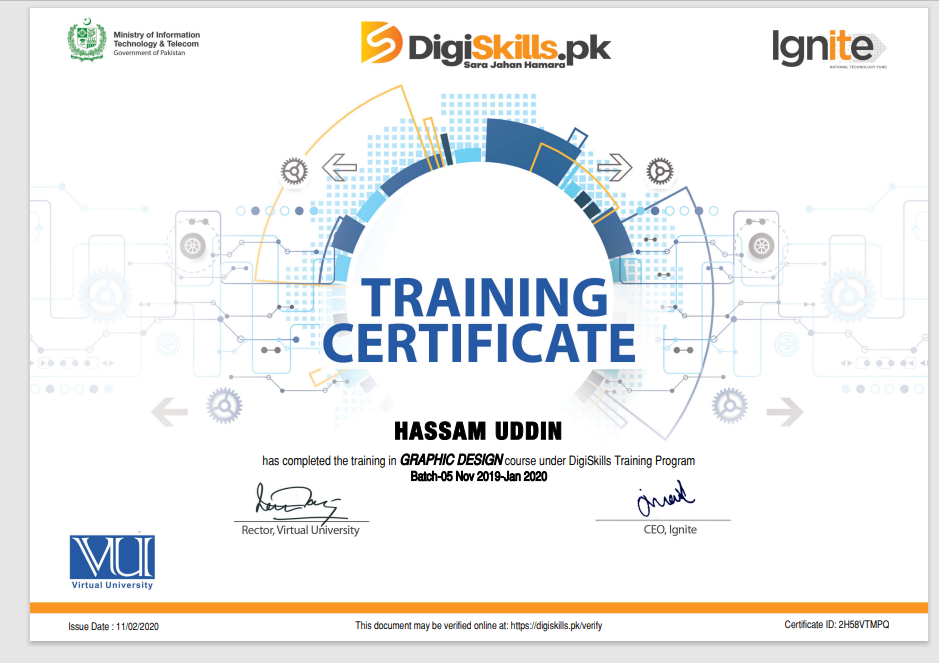 Ministry of Information
Technology & Telecom
Government of Pakistan
DigiSkills.pk
Sara Jahan Hamara
Ignite
NATIONAL TECHNOLOGY FUND
TRAINING
CERTIFICATE
HASSAM UDDIN
has completed the training in GRAPHIC DESIGN course under DigiSkills Training Program
Batch-05 Nov 2019-Jan 2020
Rector, Virtual University
CEO, Ignite
VU
Virtual University
Issue Date : 11/02/2020
This document may be verified online at: https://digiskills.pk/verify
Certificate ID: 2H58VTMPQ